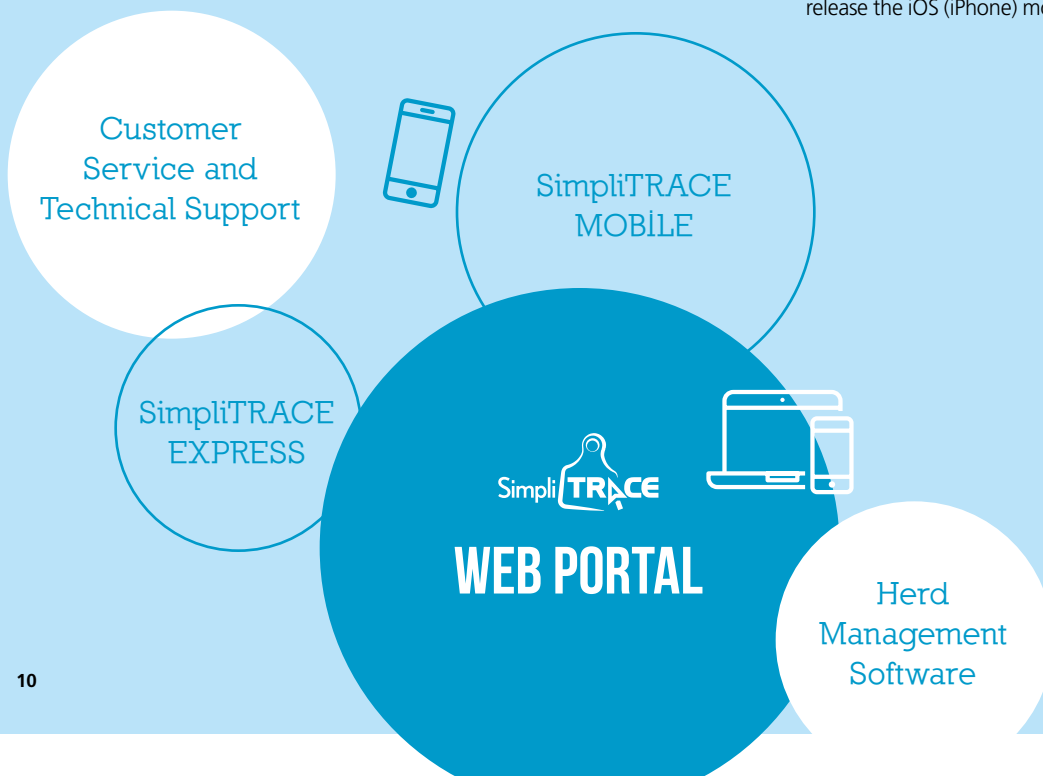 release the iOS (iPhone)
Customer
Service and
Technical Support
SimpliTRACE
MOBİLE
SimpliTRACE
EXPRESS
Simpli TRACE
WEB PORTAL
Herd
Management
Software
10